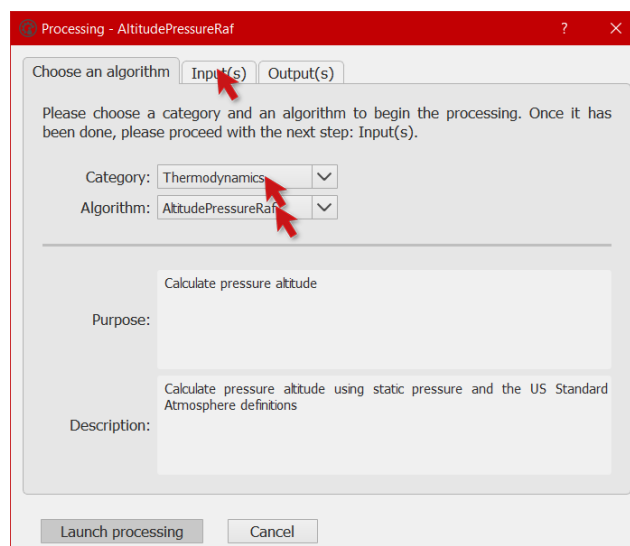 Processing - AltitudePressureRaf ?
Choose an algorithm Input(s) Output(s)
Please choose a category and an algorithm to begin the processing. Once it has
been done, please proceed with the next step: Input(s).
Category: Thermodynamics
Algorithm: AltitudePressureRaf
Calculate pressure altitude
Purpose:
Calculate pressure altitude using static pressure and the US Standard
Atmosphere definitions
Description:
Launch processing Cancel